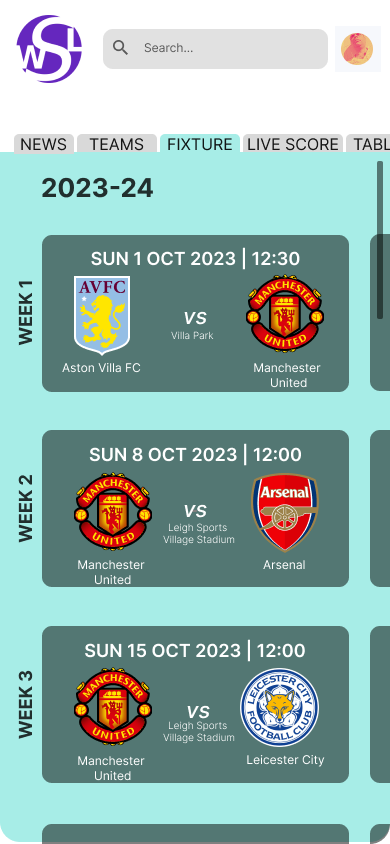 WSL
Search...
NEWS
TEAMS
FIXTURE
LIVE SCORE
TABL
2023-24
WEEK 1
SUN 1 OCT 2023 | 12:30
AVFC
MANCHESTER
UNITED
VS
Villa Park
Aston Villa FC
Manchester
United
WEEK 2
SUN 8 OCT 2023 | 12:00
MANCHESTER
UNITED
Arsenal
VS
Leigh Sports
Village Stadium
Manchester
United
Arsenal
WEEK 3
SUN 15 OCT 2023 | 12:00
MANCHESTER
UNITED
LEICESTER CITY
FOOTBALL CLUB
VS
Leigh Sports
Village Stadium
Manchester
United
Leicester City